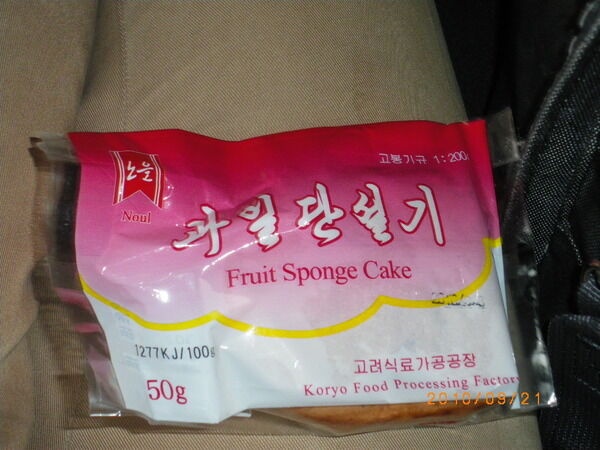 노을
Noul
고봉기규 1:200
과일단설기
Fruit Sponge Cake
1277KJ/100g
50g
고려식료가공공장
Koryo Food Processing Factory
2010/09/21